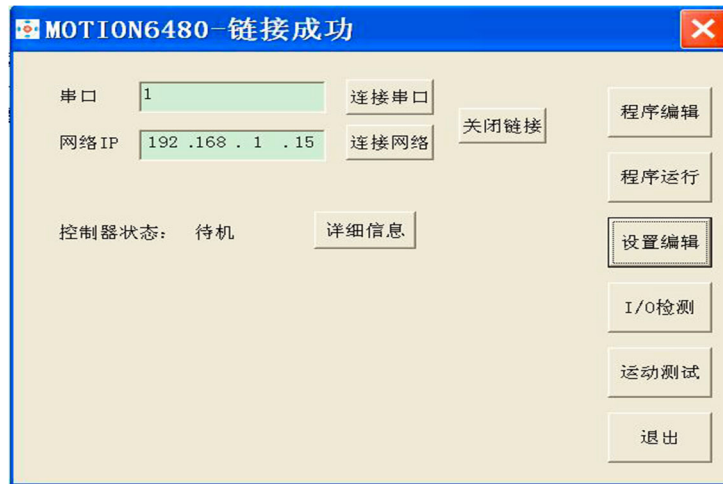 MOTION6480-链接成功
串口 1 连接串口
关闭链接
网络IP 192 .168 . 1 .15 连接网络
控制器状态： 待机 详细信息
程序编辑
程序运行
设置编辑
I/O检测
运动测试
退出